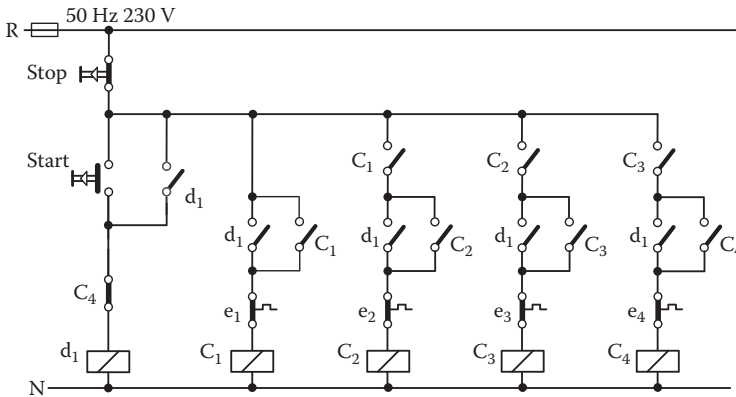 50 Hz 230 V
R
Stop
Start
d₁
C₁ C₂ C₃
d₁ C₁ d₁ C₂ d₁ C₃ d₁
C₄ e₁ e₂ e₃ e₄
d₁ C₁ C₂ C₃ C₄
N